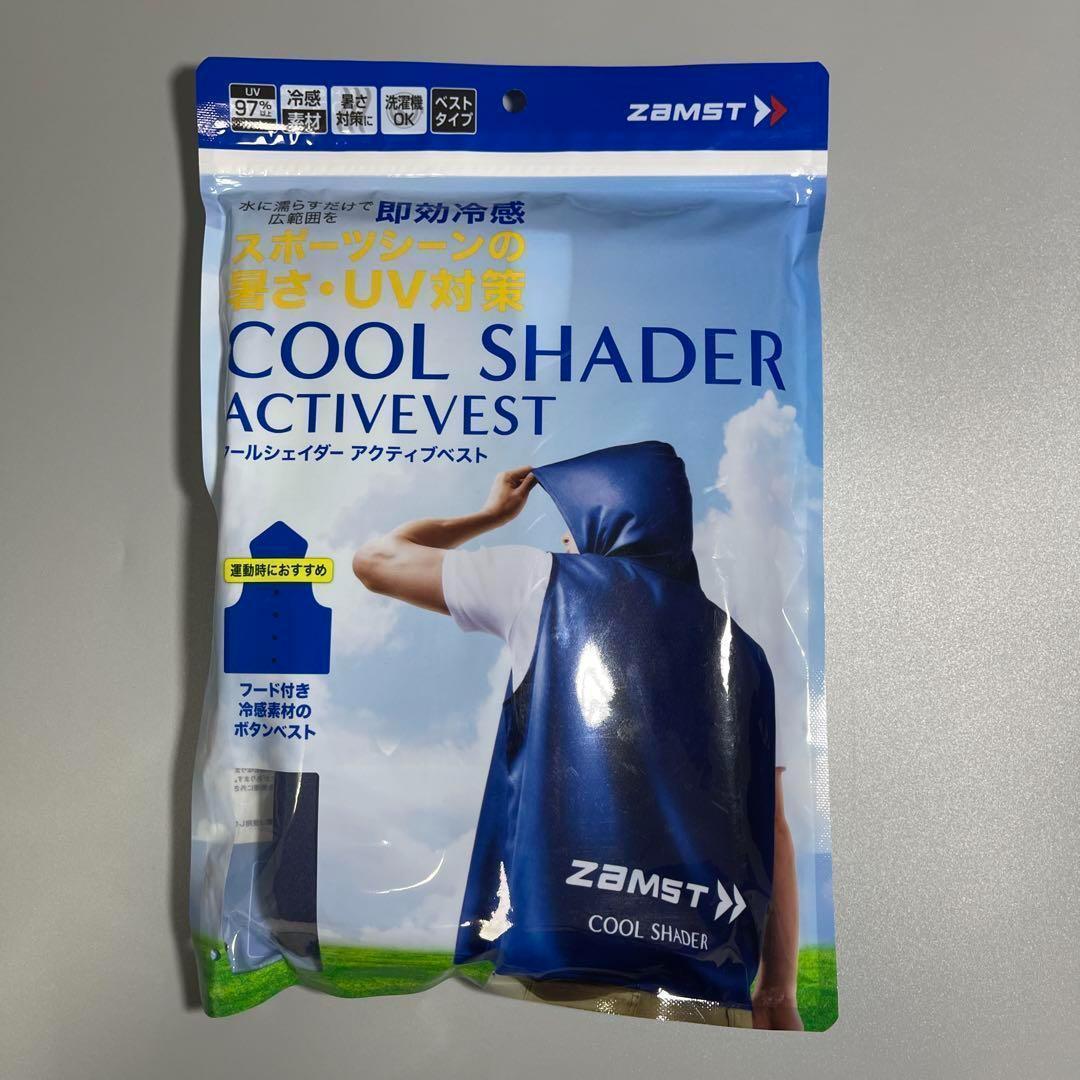 UV
97%以上
冷感
素材
暑さ
対策に
洗濯機
OK
ベスト
タイプ
ZAMST
水に濡らすだけで
広範囲を
即効冷感
スポーツシーンの
暑さ・UV対策
COOL SHADER
ACTIVEVEST
クールシェイダー アクティブベスト
運動時におすすめ
フード付き
冷感素材の
ボタンベスト
ZAMST
COOL SHADER